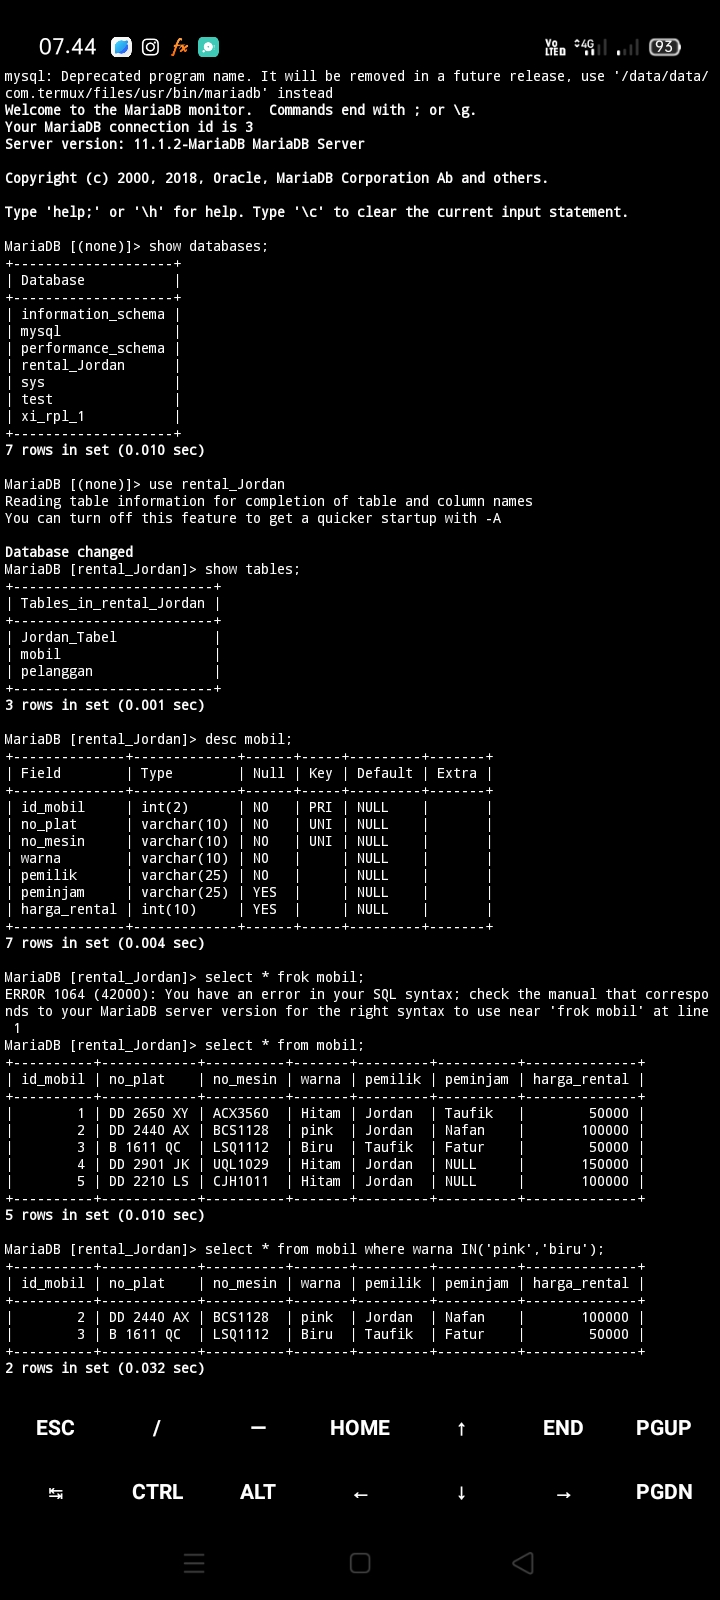 07.44 Vo LTED 4G 93
mysql: Deprecated program name. It will be removed in a future release, use '/data/data/
com.termux/files/usr/bin/mariadb' instead
Welcome to the MariaDB monitor.  Commands end with ; or \g.
Your MariaDB connection id is 3
Server version: 11.1.2-MariaDB MariaDB Server
Copyright (c) 2000, 2018, Oracle, MariaDB Corporation Ab and others.
Type 'help;' or '\h' for help. Type '\c' to clear the current input statement.
MariaDB [(none)]> show databases;
+--------------------+
| Database           |
+--------------------+
| information_schema |
| mysql              |
| performance_schema |
| rental_Jordan      |
| sys                |
| test               |
| xi_rpl_1           |
+--------------------+
7 rows in set (0.010 sec)
MariaDB [(none)]> use rental_Jordan
Reading table information for completion of table and column names
You can turn off this feature to get a quicker startup with -A
Database changed
MariaDB [rental_Jordan]> show tables;
+-------------------------+
| Tables_in_rental_Jordan |
+-------------------------+
| Jordan_Tabel            |
| mobil                   |
| pelanggan               |
+-------------------------+
3 rows in set (0.001 sec)
MariaDB [rental_Jordan]> desc mobil;
+--------------+-------------+------+-----+---------+-------+
| Field        | Type        | Null | Key | Default | Extra |
+--------------+-------------+------+-----+---------+-------+
| id_mobil     | int(2)      | NO   | PRI | NULL    |       |
| no_plat      | varchar(10) | NO   | UNI | NULL    |       |
| no_mesin     | varchar(10) | NO   | UNI | NULL    |       |
| warna        | varchar(10) | NO   |     | NULL    |       |
| pemilik      | varchar(25) | NO   |     | NULL    |       |
| peminjam     | varchar(25) | YES  |     | NULL    |       |
| harga_rental | int(10)     | YES  |     | NULL    |       |
+--------------+-------------+------+-----+---------+-------+
7 rows in set (0.004 sec)
MariaDB [rental_Jordan]> select * frok mobil;
ERROR 1064 (42000): You have an error in your SQL syntax; check the manual that correspo
nds to your MariaDB server version for the right syntax to use near 'frok mobil' at line
 1
MariaDB [rental_Jordan]> select * from mobil;
+----------+------------+----------+-------+---------+----------+--------------+
| id_mobil | no_plat    | no_mesin | warna | pemilik | peminjam | harga_rental |
+----------+------------+----------+-------+---------+----------+--------------+
|        1 | DD 2650 XY | ACX3560  | Hitam | Jordan  | Taufik   |        50000 |
|        2 | DD 2440 AX | BCS1128  | pink  | Jordan  | Nafan    |       100000 |
|        3 | B 1611 QC  | LSQ1112  | Biru  | Taufik  | Fatur    |        50000 |
|        4 | DD 2901 JK | UQL1029  | Hitam | Jordan  | NULL     |       150000 |
|        5 | DD 2210 LS | CJH1011  | Hitam | Jordan  | NULL     |       100000 |
+----------+------------+----------+-------+---------+----------+--------------+
5 rows in set (0.010 sec)
MariaDB [rental_Jordan]> select * from mobil where warna IN('pink','biru');
+----------+------------+----------+-------+---------+----------+--------------+
| id_mobil | no_plat    | no_mesin | warna | pemilik | peminjam | harga_rental |
+----------+------------+----------+-------+---------+----------+--------------+
|        2 | DD 2440 AX | BCS1128  | pink  | Jordan  | Nafan    |       100000 |
|        3 | B 1611 QC  | LSQ1112  | Biru  | Taufik  | Fatur    |        50000 |
+----------+------------+----------+-------+---------+----------+--------------+
2 rows in set (0.032 sec)
ESC / — HOME ↑ END PGUP
↹ CTRL ALT ← ↓ → PGDN